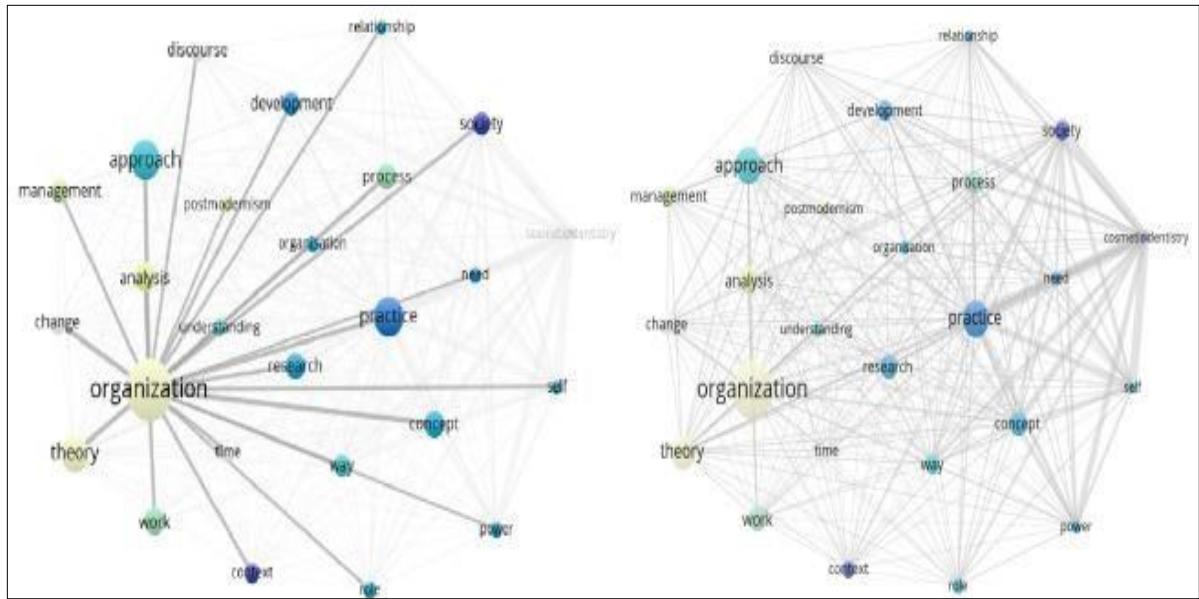 relationship
discourse
development
society
approach
process
management
postmodernism
organisation
need
analysis
practice
change
understanding
research
organization
self
concept
theory
time
way
work
power
context
role
relationship
discourse
development
society
approach
process
management
postmodernism
cosmeticdentistry
organisation
need
analysis
practice
change
understanding
research
organization
self
concept
theory
time
way
work
power
context
role